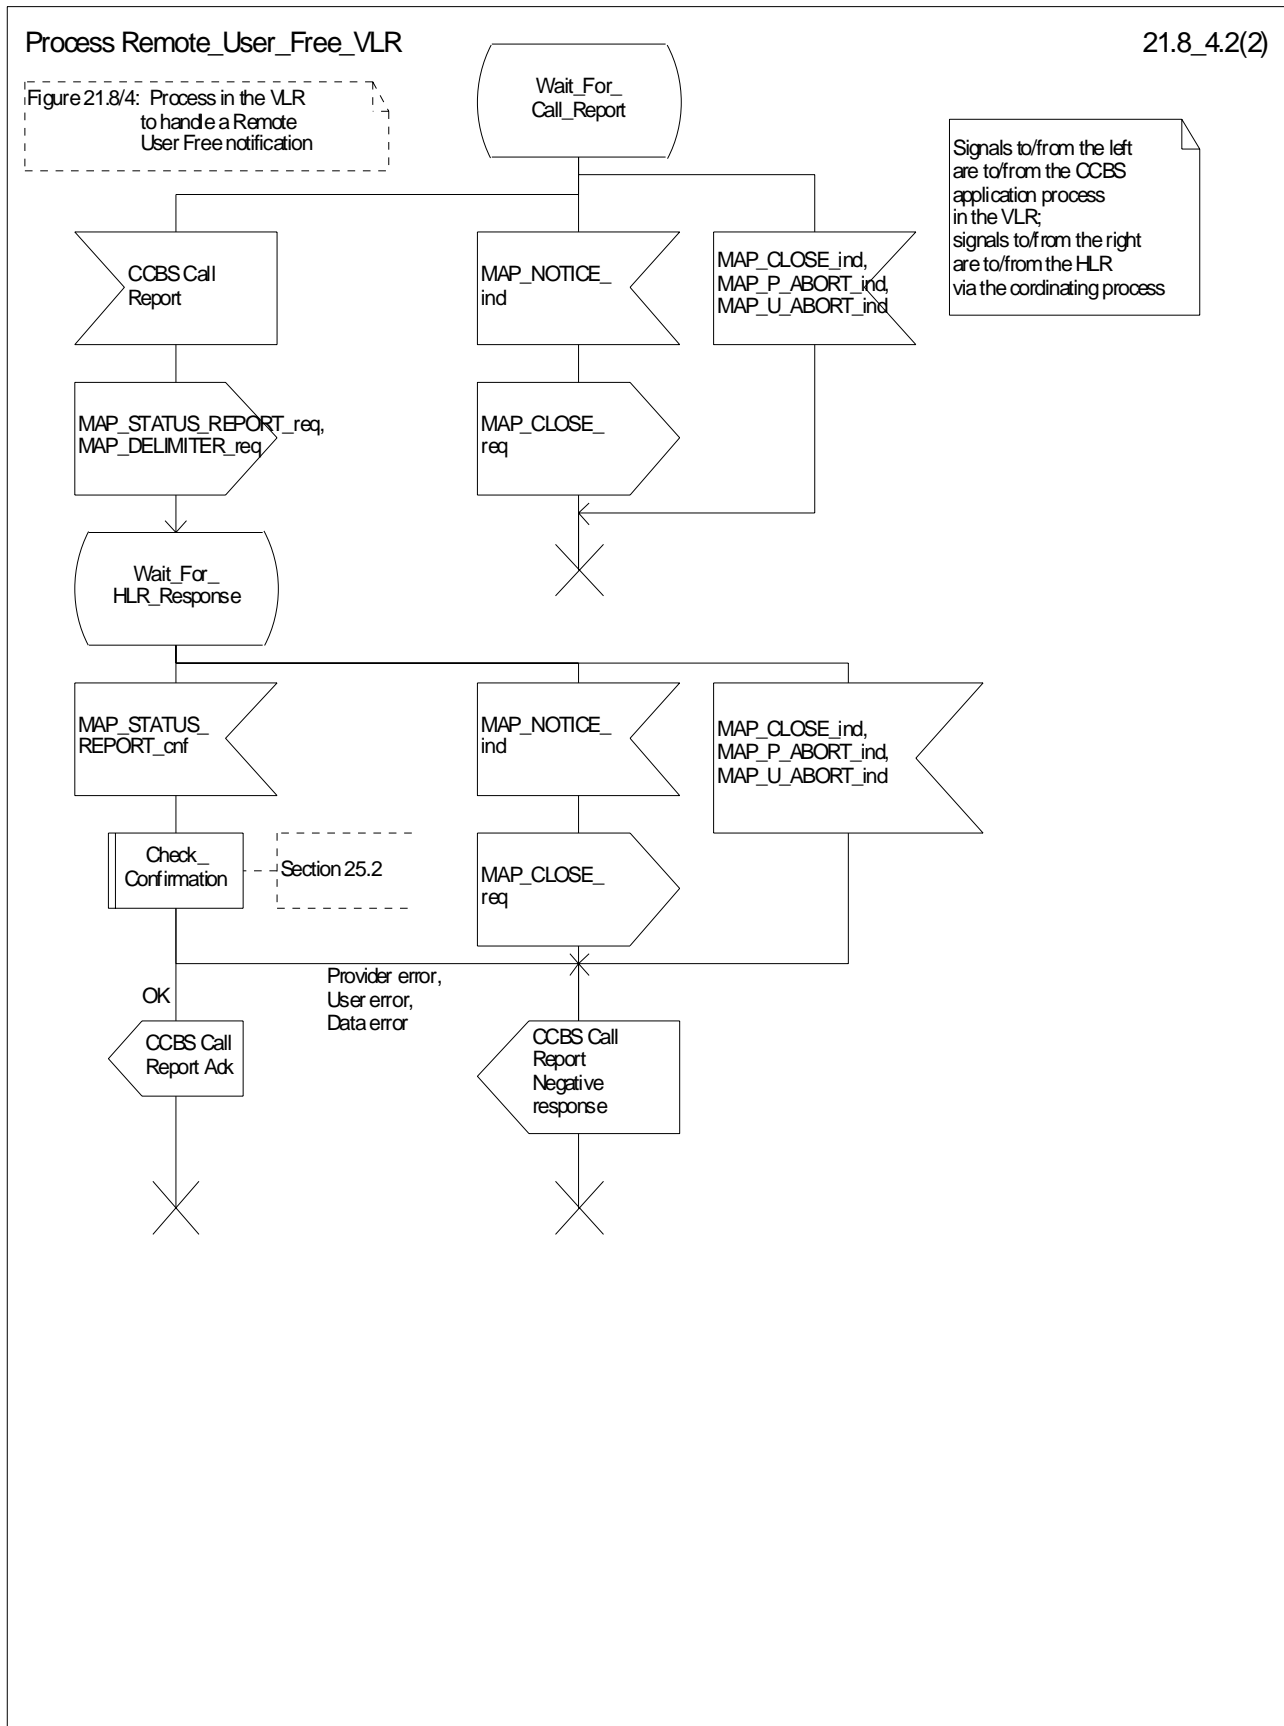 Process Remote_User_Free_VLR
21.8_4.2(2)
Figure 21.8/4: Process in the VLR
to handle a Remote
User Free notification
Wait_For_
Call_Report
Signals to/from the left
are to/from the CCBS
application process
in the VLR;
signals to/from the right
are to/from the HLR
via the cordinating process
CCBS Call
Report
MAP_NOTICE_
ind
MAP_CLOSE_ind,
MAP_P_ABORT_ind,
MAP_U_ABORT_ind
MAP_STATUS_REPORT_req,
MAP_DELIMITER_req
MAP_CLOSE_
req
Wait_For_
HLR_Response
MAP_STATUS_
REPORT_cnf
MAP_NOTICE_
ind
MAP_CLOSE_ind,
MAP_P_ABORT_ind,
MAP_U_ABORT_ind
Check_
Confirmation
Section 25.2
MAP_CLOSE_
req
OK
Provider error,
User error,
Data error
CCBS Call
Report Ack
CCBS Call
Report
Negative
response